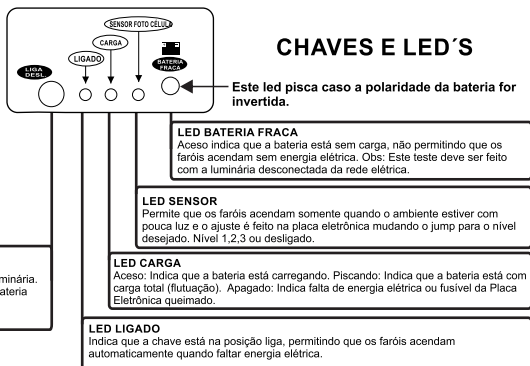 SENSOR FOTO CÉLULA
CARGA
LIGADO
BATERIA
FRACA
LIGA
DESL.
CHAVES E LED´S
Este led pisca caso a polaridade da bateria for
invertida.
LED BATERIA FRACA
Aceso indica que a bateria está sem carga, não permitindo que os
faróis acendam sem energia elétrica. Obs: Este teste deve ser feito
com a luminária desconectada da rede elétrica.
LED SENSOR
Permite que os faróis acendam somente quando o ambiente estiver com
pouca luz e o ajuste é feito na placa eletrônica mudando o jump para o nível
desejado. Nível 1,2,3 ou desligado.
LED CARGA
Aceso: Indica que a bateria está carregando. Piscando: Indica que a bateria está com
carga total (flutuação). Apagado: Indica falta de energia elétrica ou fusível da Placa
Eletrônica queimado.
minária.
ateria
LED LIGADO
Indica que a chave está na posição liga, permitindo que os faróis acendam
automaticamente quando faltar energia elétrica.